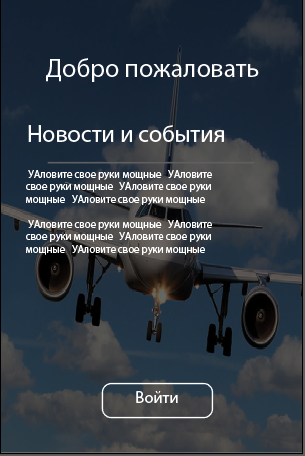 Добро пожаловать
Новости и события
УАловите свое руки мощные УАловите
свое руки мощные УАловите свое руки
мощные УАловите свое руки мощные
УАловите свое руки мощные УАловите
свое руки мощные УАловите свое руки
мощные УАловите свое руки мощные
Войти